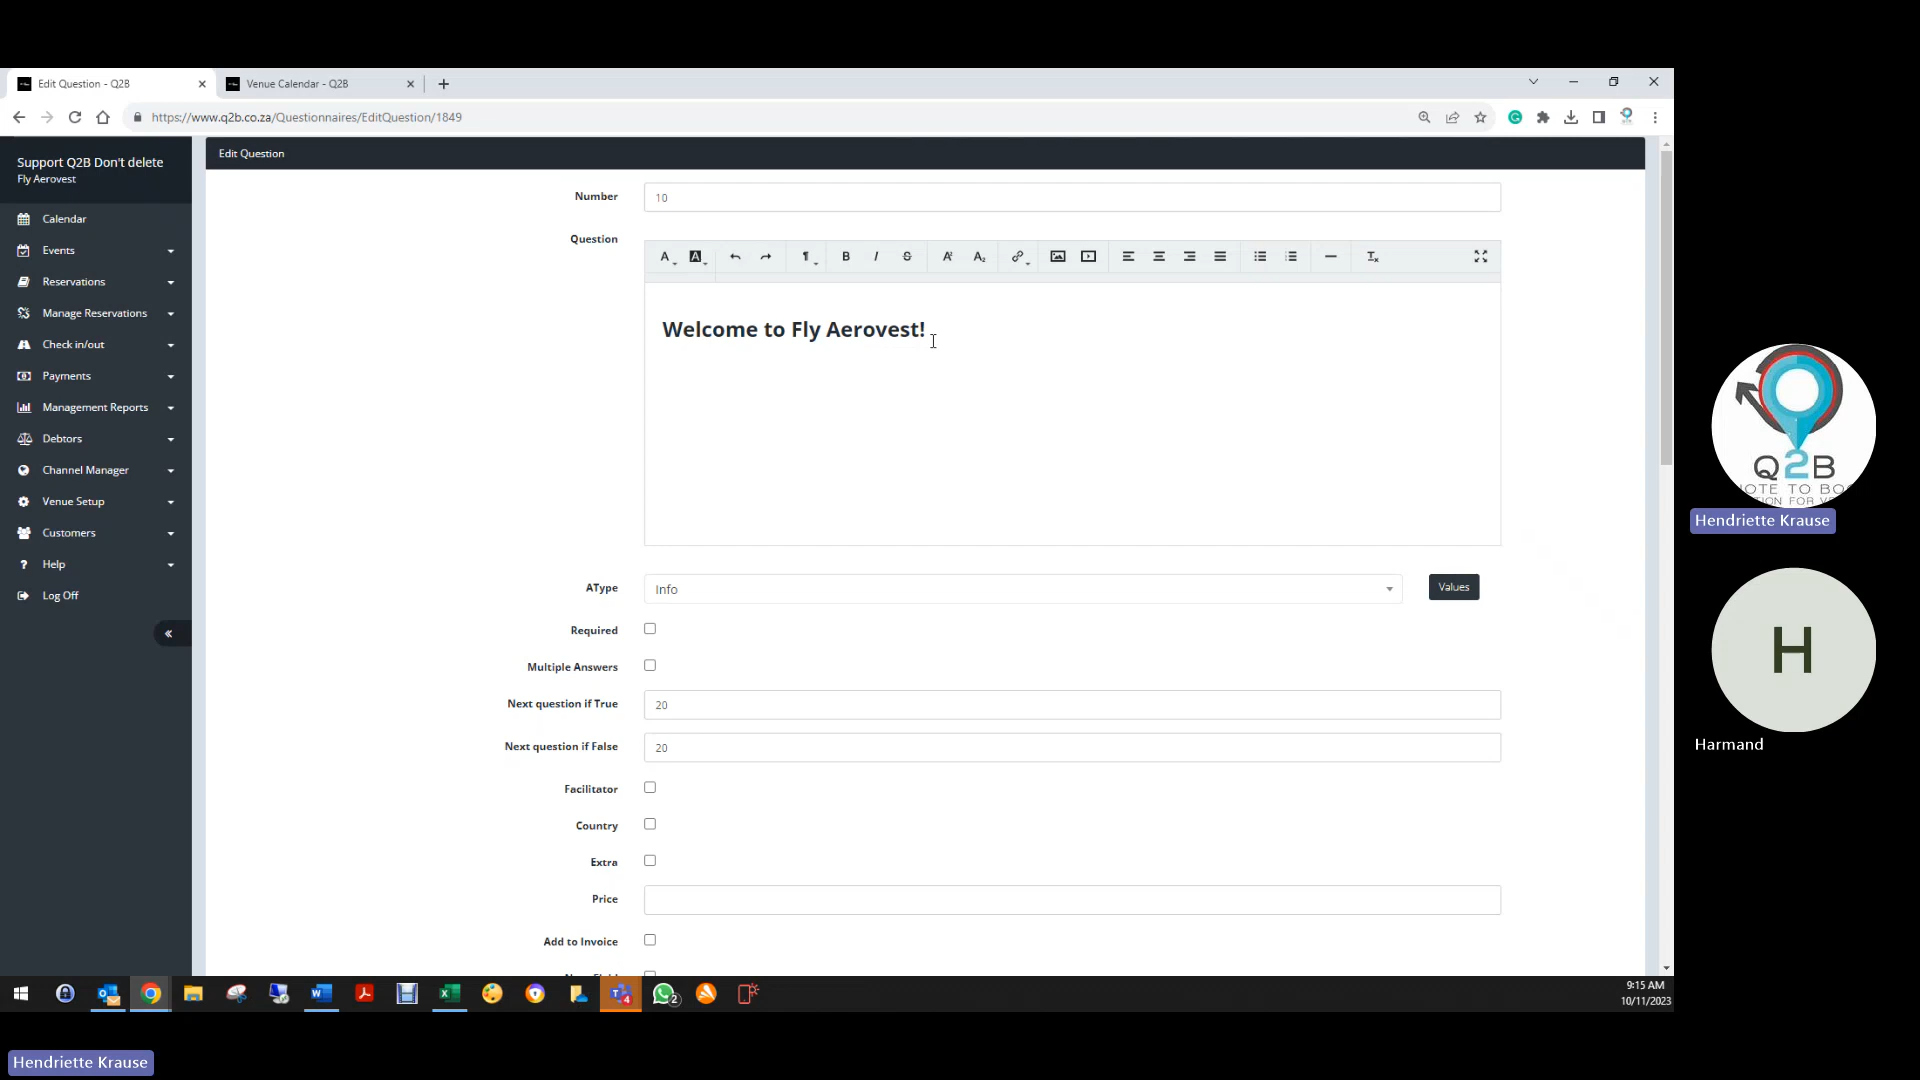 Edit Question - Q2B
Venue Calendar - Q2B
https://www.q2b.co.za/Questionnaires/EditQuestion/1849
Support Q2B Don't delete
Fly Aerovest
Calendar
Events
Reservations
Manage Reservations
Check in/out
Payments
Management Reports
Debtors
Channel Manager
Venue Setup
Customers
Help
Log Off
Edit Question
Number
10
Question
Welcome to Fly Aerovest!
AType
Info
Values
Required
Multiple Answers
Next question if True
20
Next question if False
20
Facilitator
Country
Extra
Price
Add to Invoice
9:15 AM
10/11/2023
Q2B
Hendriette Krause
H
Harmand
Hendriette Krause